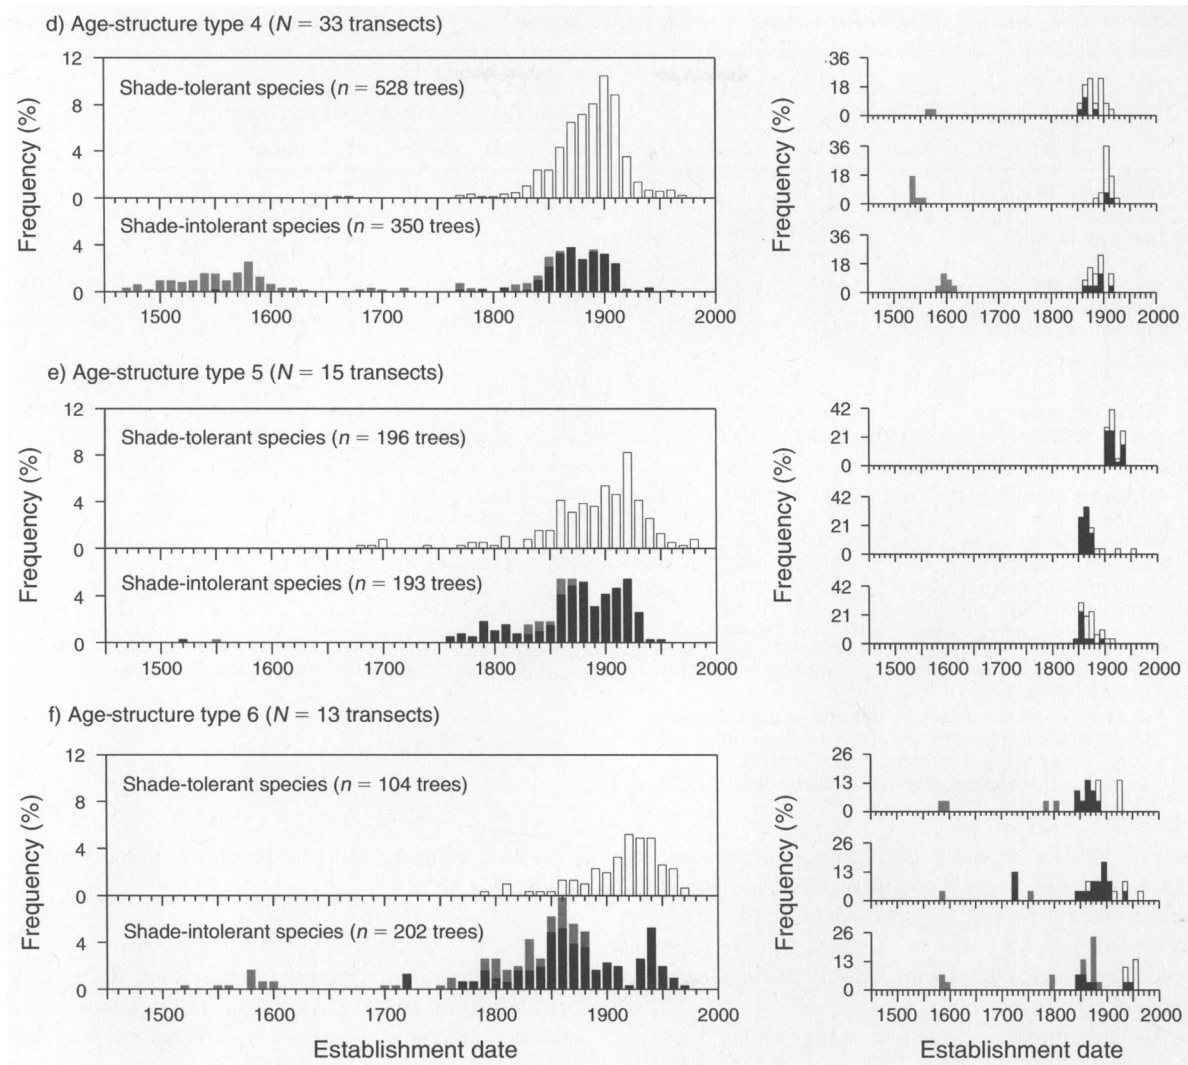 d) Age-structure type 4 (N = 33 transects)
12
8
4
0
Frequency (%)
Shade-tolerant species (n = 528 trees)
4
0
Shade-intolerant species (n = 350 trees)
1500 1600 1700 1800 1900 2000
36
18
0
36
18
0
36
18
0
Frequency (%)
1500 1600 1700 1800 1900 2000
e) Age-structure type 5 (N = 15 transects)
12
8
4
0
Frequency (%)
Shade-tolerant species (n = 196 trees)
4
0
Shade-intolerant species (n = 193 trees)
1500 1600 1700 1800 1900 2000
42
21
0
42
21
0
42
21
0
Frequency (%)
1500 1600 1700 1800 1900 2000
f) Age-structure type 6 (N = 13 transects)
12
8
4
0
Frequency (%)
Shade-tolerant species (n = 104 trees)
4
0
Shade-intolerant species (n = 202 trees)
1500 1600 1700 1800 1900 2000
Establishment date
26
13
0
26
13
0
26
13
0
Frequency (%)
1500 1600 1700 1800 1900 2000
Establishment date